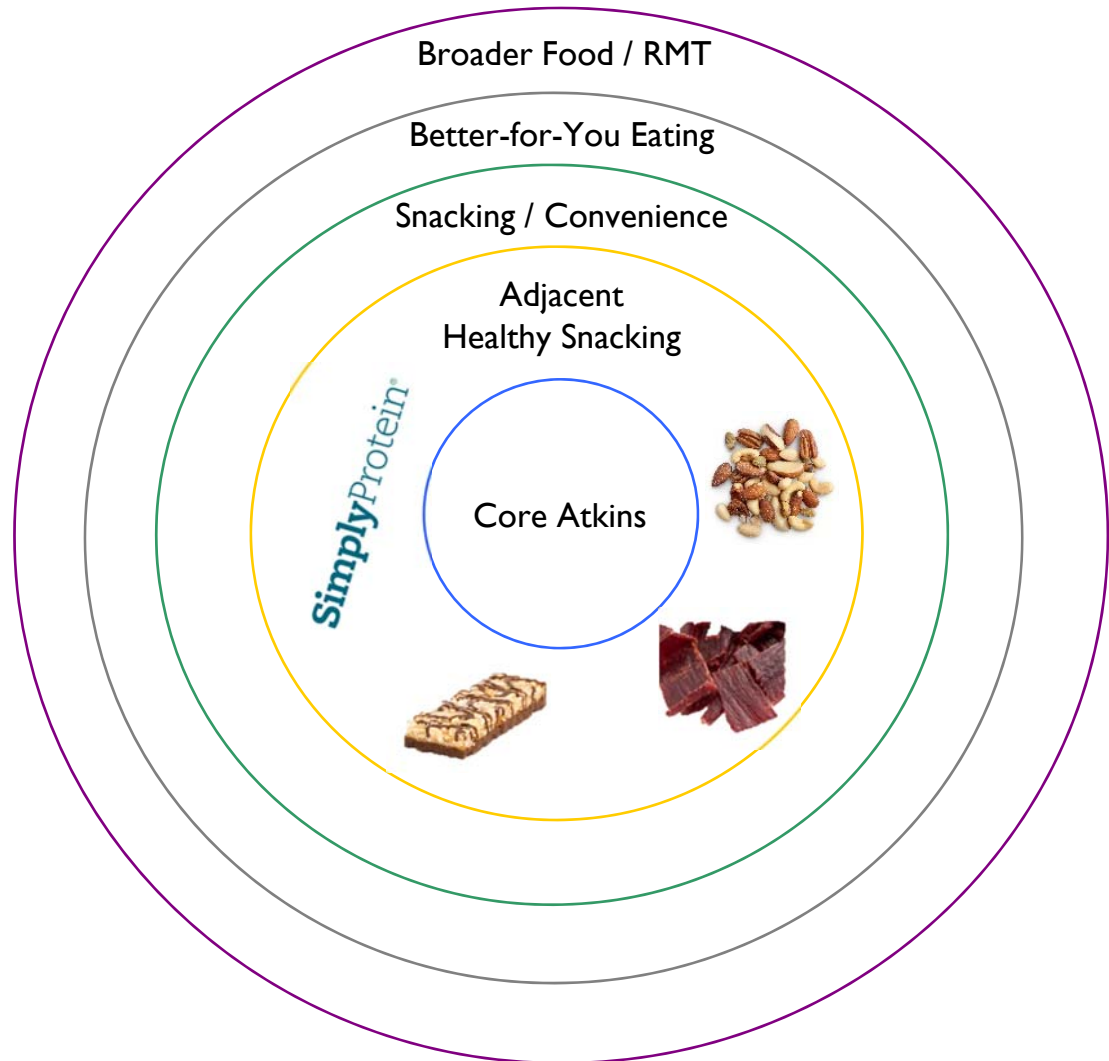 Broader Food / RMT
Better-for-You Eating
Snacking / Convenience
Adjacent
Healthy Snacking
SimplyProtein®
Core Atkins